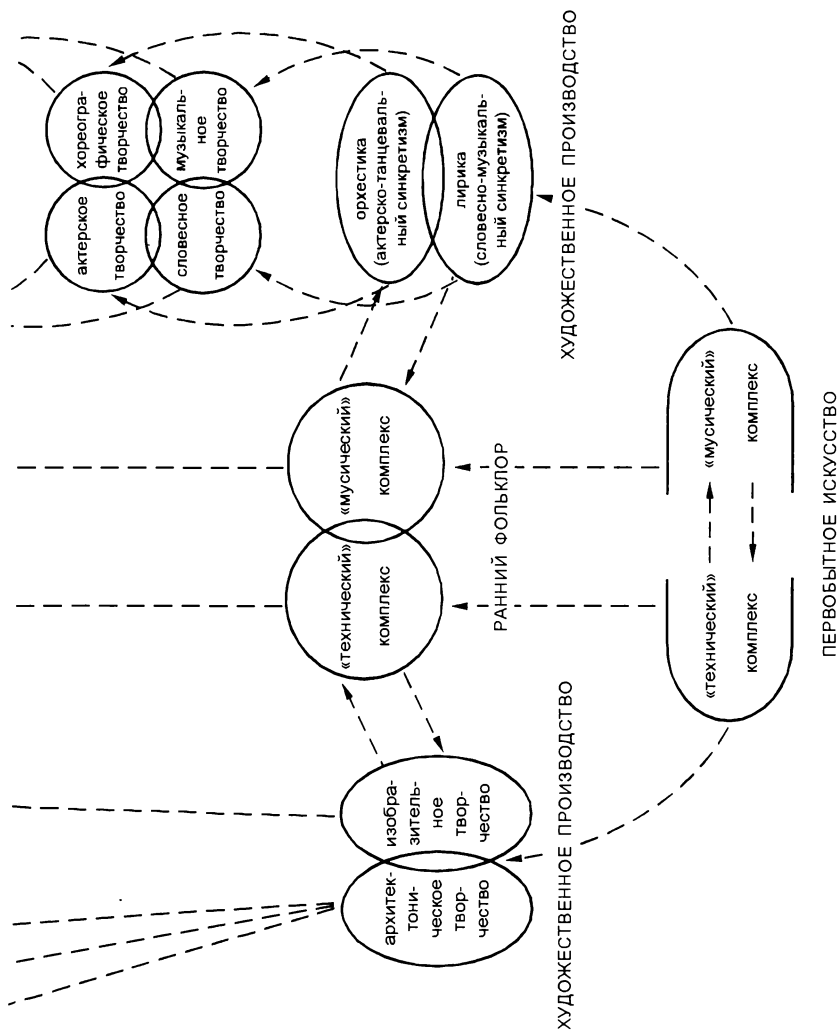 актерское
творчество
хореогра-
фическое
творчество
словесное
творчество
музыкаль-
ное
творчество
архитек-
тони-
ческое
твор-
чество
изобра-
зитель-
ное
твор-
чество
«технический»
комплекс
«мусический»
комплекс
орхестика
(актерско-танцеваль-
ный синкретизм)
лирика
(словесно-музыкаль-
ный синкретизм)
РАННИЙ ФОЛЬКЛОР
ХУДОЖЕСТВЕННОЕ ПРОИЗВОДСТВО
ХУДОЖЕСТВЕННОЕ ПРОИЗВОДСТВО
«технический»
комплекс
«мусический»
комплекс
ПЕРВОБЫТНОЕ ИСКУССТВО